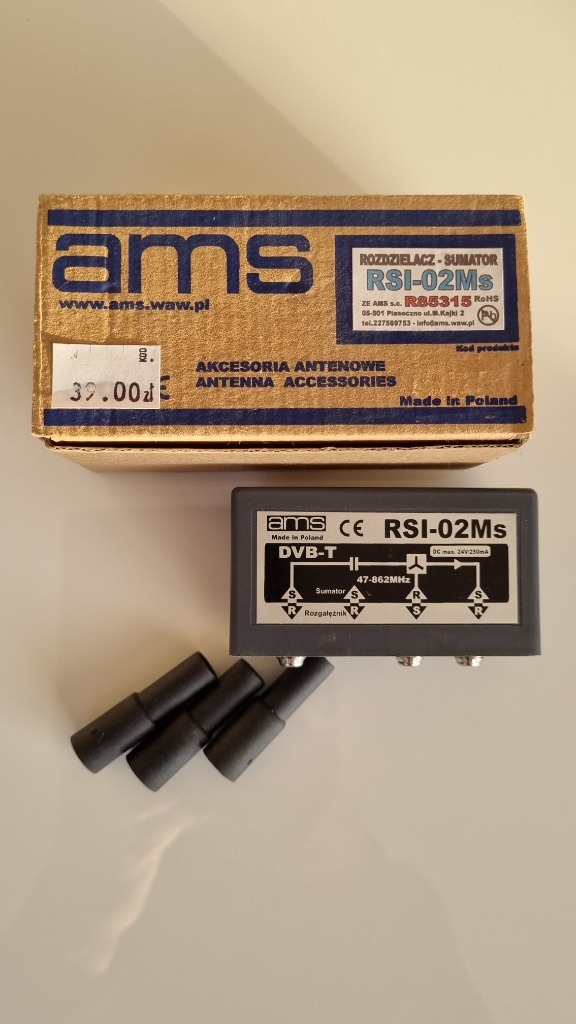 ams
www.ams.waw.pl
ROZDZIELACZ - SUMATOR
RSI-02Ms
ZE AMS s.c. R85315 RoHS
05-501 Piaseczno ul.M.Kajki 2
tel.227569753 - info@ams.waw.pl
Pb
Kod produktu
KOD.
39.00zł
AKCESORIA ANTENOWE
ANTENNA ACCESSORIES
Made in Poland
ams CE RSI-02Ms
Made in Poland
DVB-T
DC max. 24V/250mA
47-862MHz
Sumator S S S S
Rozgałęźnik R R R R